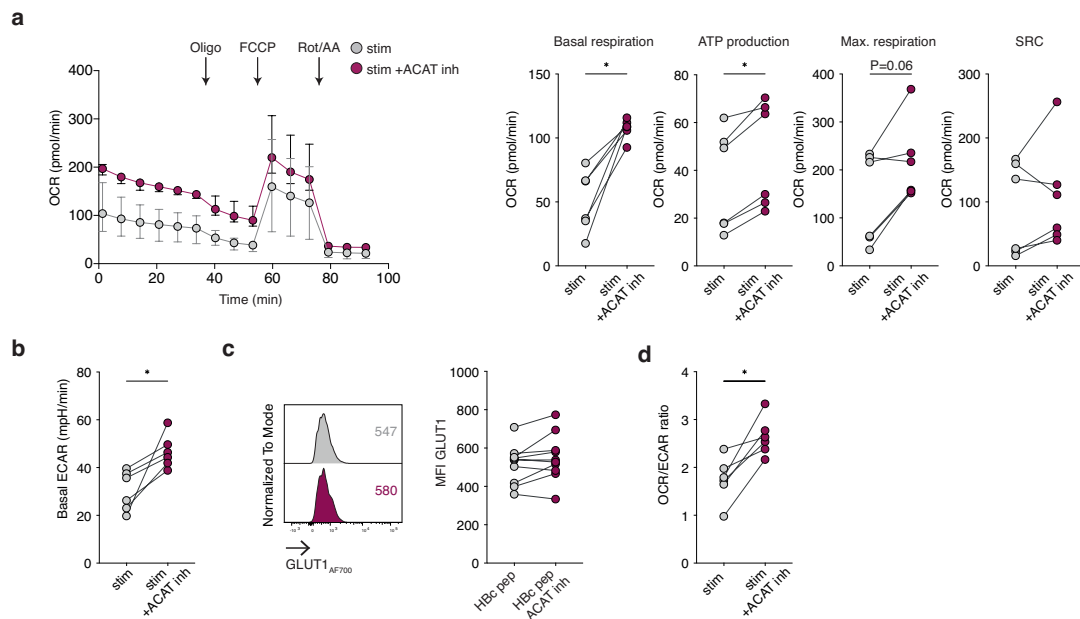 a
Oligo FCCP Rot/AA
stim
stim +ACAT inh
OCR (pmol/min)
400
300
200
100
0
0 20 40 60 80 100
Time (min)
Basal respiration
*
OCR (pmol/min)
150
100
50
0
stim
stim
+ACAT inh
ATP production
*
OCR (pmol/min)
80
60
40
20
0
stim
stim
+ACAT inh
Max. respiration
P=0.06
OCR (pmol/min)
400
300
200
100
0
stim
stim
+ACAT inh
SRC
OCR (pmol/min)
300
200
100
0
stim
stim
+ACAT inh
b
*
Basal ECAR (mpH/min)
80
60
40
20
0
stim
stim
+ACAT inh
c
Normalized To Mode
547
580
GLUT1AF700
MFI GLUT1
1000
800
600
400
200
0
HBc pep
HBc pep
ACAT inh
d
*
OCR/ECAR ratio
4
3
2
1
0
stim
stim
+ACAT inh